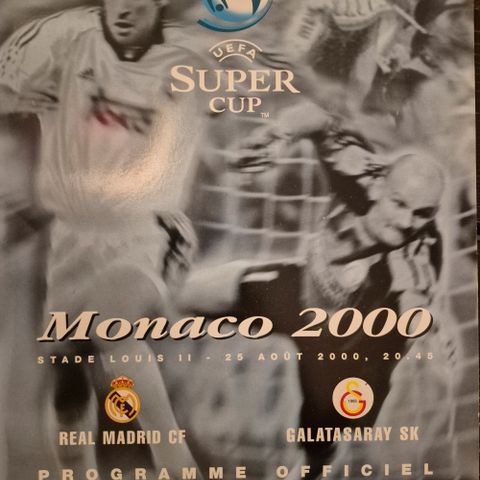 UEFA
SUPER
CUP
TM
Monaco 2000
STADE LOUIS II - 25 AOÛT 2000, 20.45
REAL MADRID CF
GALATASARAY SK
PROGRAMME OFFICIEL